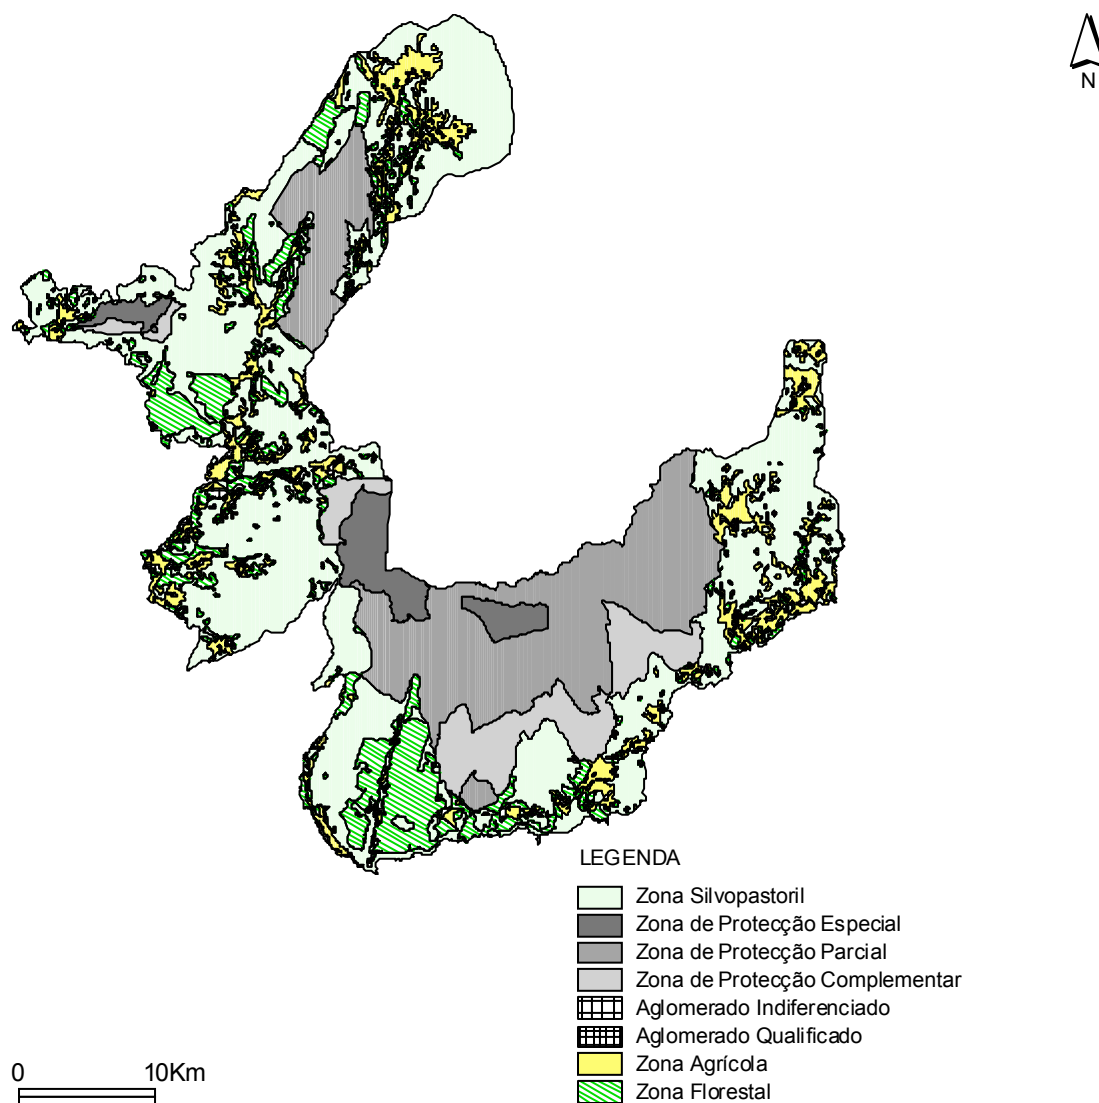 N
LEGENDA
Zona Silvopastoril
Zona de Protecção Especial
Zona de Protecção Parcial
Zona de Protecção Complementar
Aglomerado Indiferenciado
Aglomerado Qualificado
Zona Agrícola
Zona Florestal
0 10Km